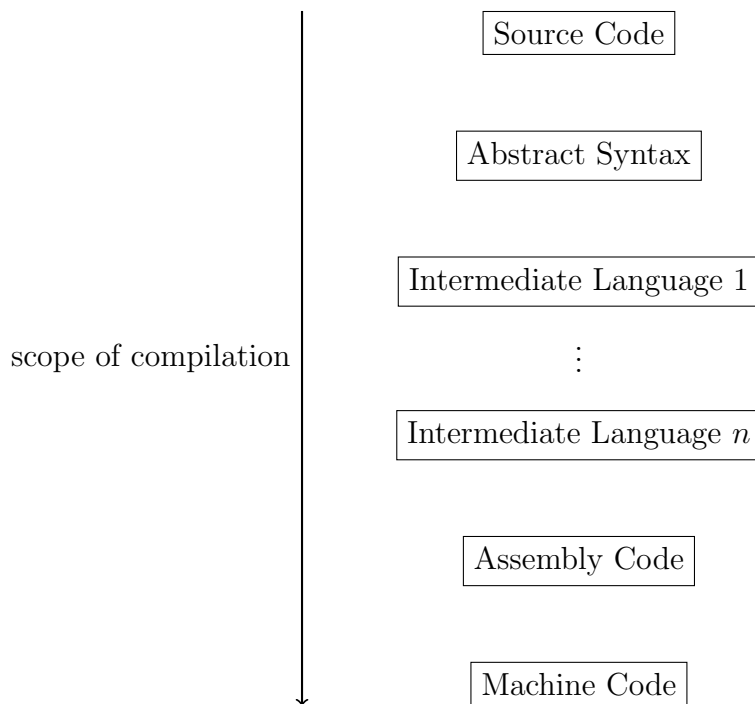 Source Code
Abstract Syntax
Intermediate Language 1
scope of compilation
⋮
Intermediate Language n
Assembly Code
Machine Code